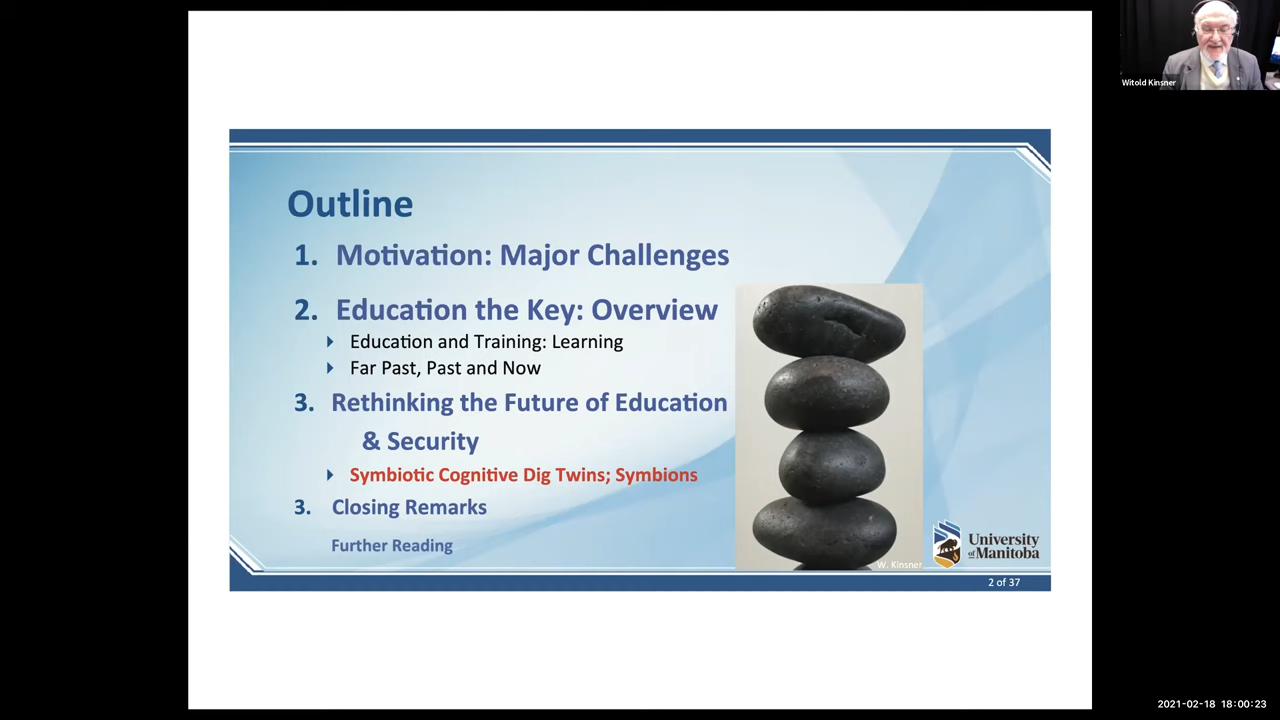 Witold Kinsner
Outline
1. Motivation: Major Challenges
2. Education the Key: Overview
Education and Training: Learning
Far Past, Past and Now
3. Rethinking the Future of Education
& Security
Symbiotic Cognitive Dig Twins; Symbions
3. Closing Remarks
Further Reading
W. Kinsner
University
of Manitoba
2 of 37
2021-02-18 18:00:23